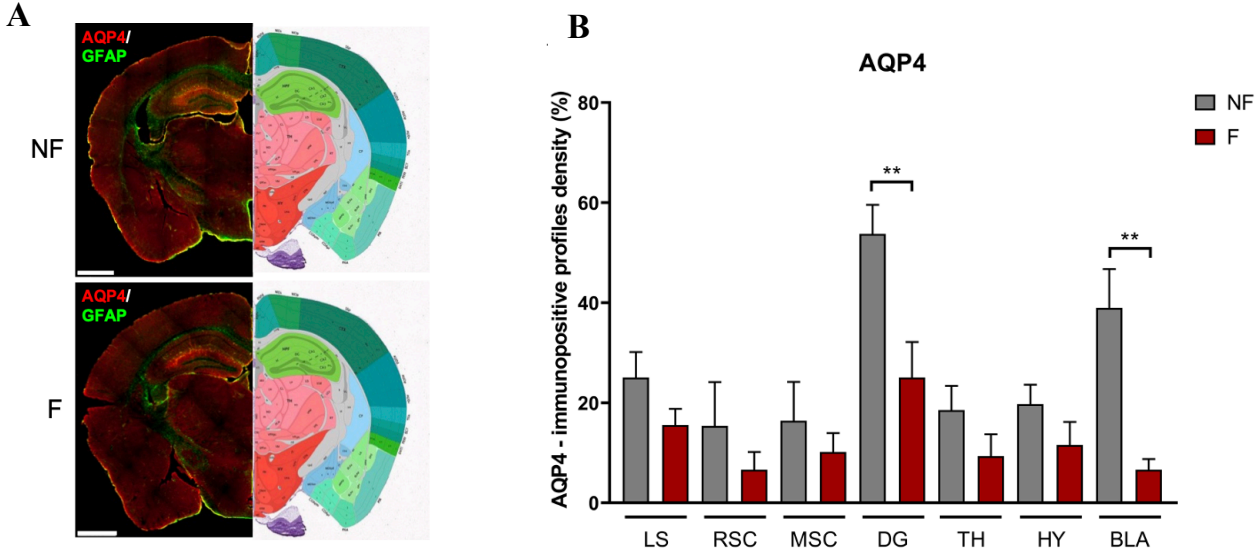 A
AQP4/
GFAP
NF
AQP4/
GFAP
F
B
AQP4
AQP4 - immunopositive profiles density (%)
80
60
40
20
0
**
**
NF
F
LS
RSC
MSC
DG
TH
HY
BLA